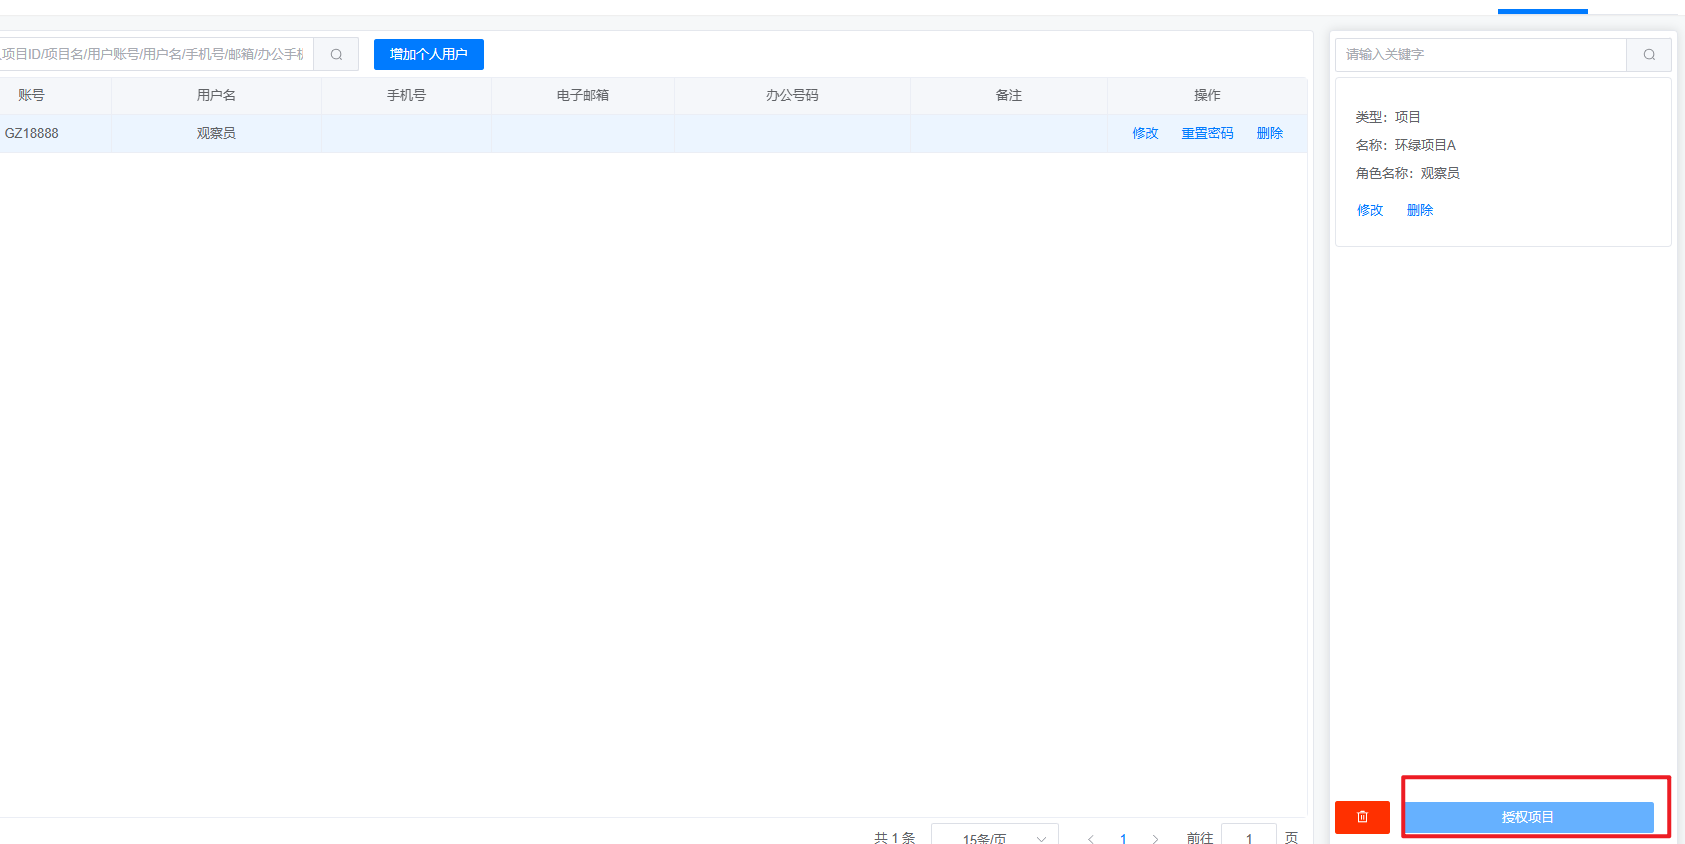 项目ID/项目名/用户账号/用户名/手机号/邮箱/办公手
增加个人用户
账号 用户名 手机号 电子邮箱 办公号码 备注 操作
GZ18888 观察员 修改 重置密码 删除
共 1 条 15条/页 1 前往 1 页
请输入关键字
类型：项目
名称：环绿项目A
角色名称：观察员
修改 删除
授权项目